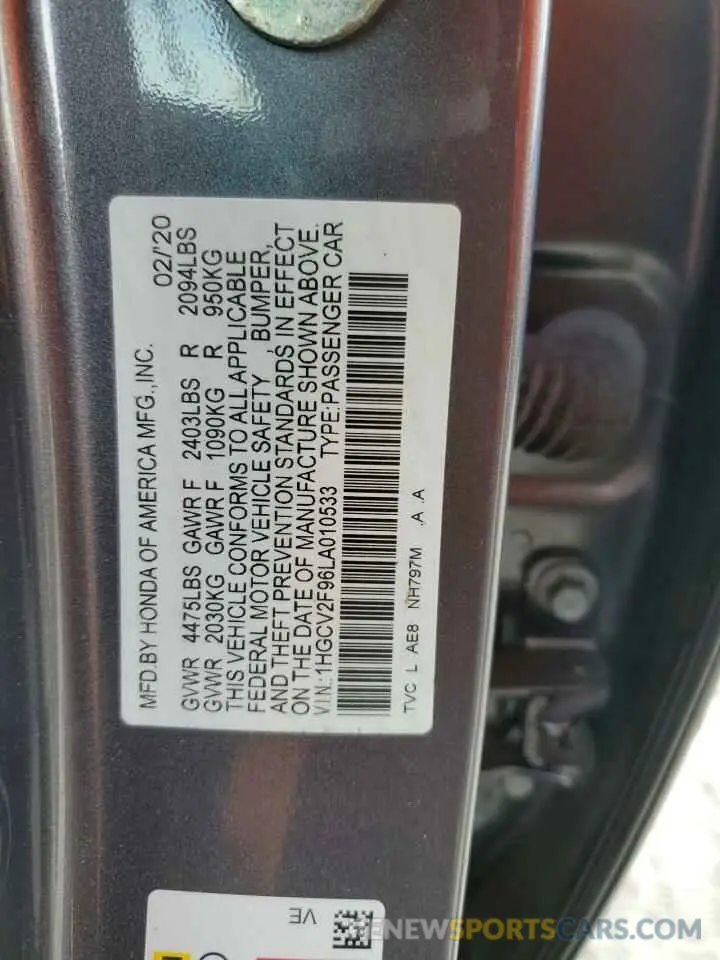 MFD.BY HONDA OF AMERICA MFG.,INC. 02/'20
GVWR 4475LBS GAWR F 2403LBS R 2094LBS
GVWR 2030KG GAWR F 1090KG R 950KG
THIS VEHICLE CONFORMS TO ALL APPLICABLE
FEDERAL MOTOR VEHICLE SAFETY , BUMPER,
AND THEFT PREVENTION STANDARDS IN EFFECT
ON THE DATE OF MANUFACTURE SHOWN ABOVE.
V.I.N.:1HGCV2F96LA010533 TYPE:PASSENGER CAR
TVC L AE8 NH797M .A .A
VE
RENEWSPORTSCARS.COM